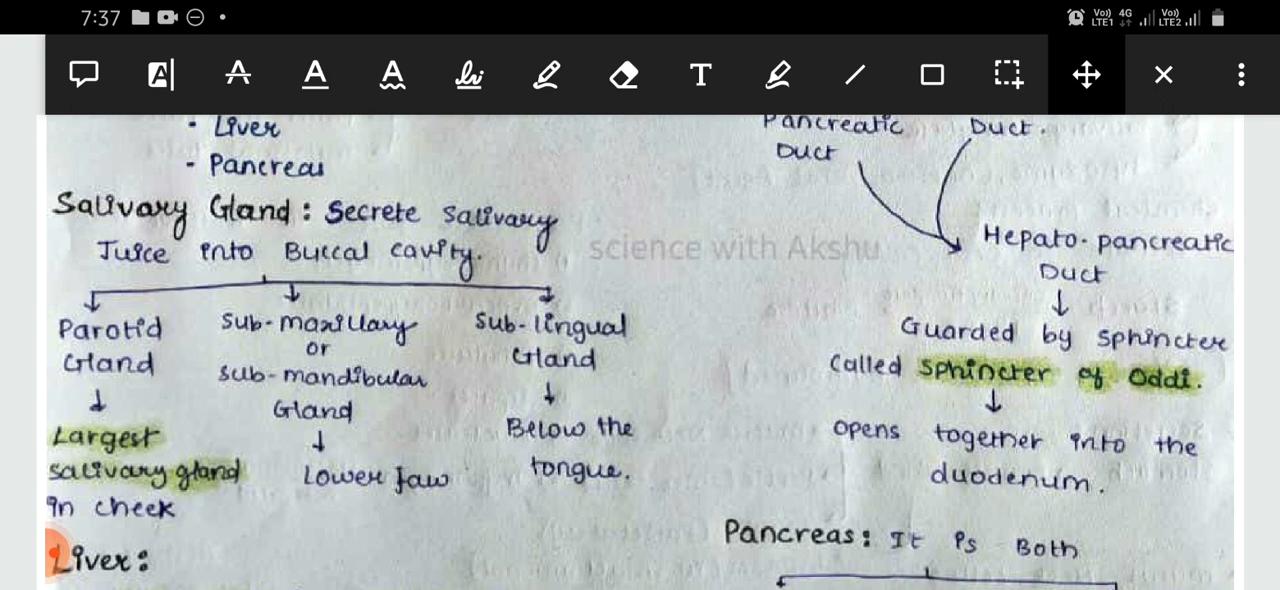 7:37
Vo)) LTE1 4G Vo)) LTE2
A A A A T
- Liver
- Pancreas
Salivary Gland : Secrete Salivary
Juice into Buccal cavity.
Parotid Gland
↓
Largest
salivary gland
in cheek
Sub-maxillary
or
sub-mandibular
Gland
↓
Lower Jaw
Sub-lingual
Gland
↓
Below the
tongue.
Liver :
Pancreatic Duct
Duct.
Hepato-pancreatic
Duct
↓
Guarded by sphincter
called sphincter of Oddi.
↓
opens together into the
duodenum.
Pancreas : It is Both
science with Akshu